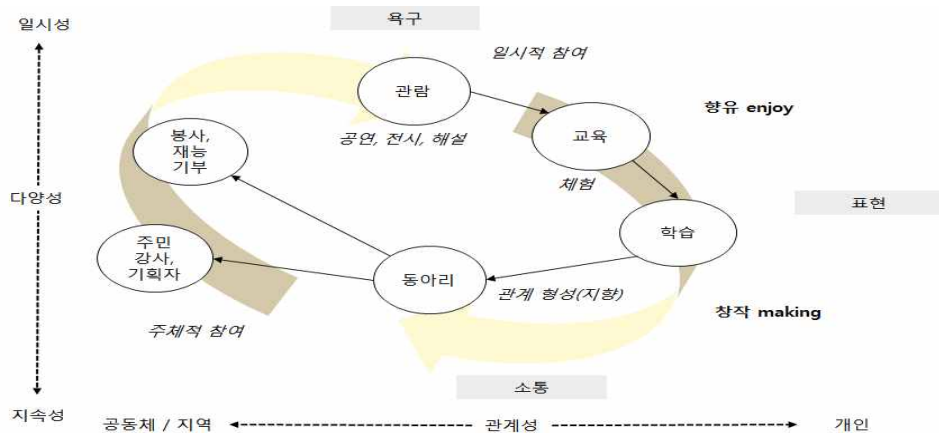 일시성
욕구
일시적 참여
관람
향유 enjoy
공연, 전시, 해설
교육
봉사,
재능
기부
체험
다양성
표현
학습
주민
강사,
기획자
동아리
관계 형성(지향)
창작 making
주체적 참여
소통
지속성
공동체 / 지역
관계성
개인